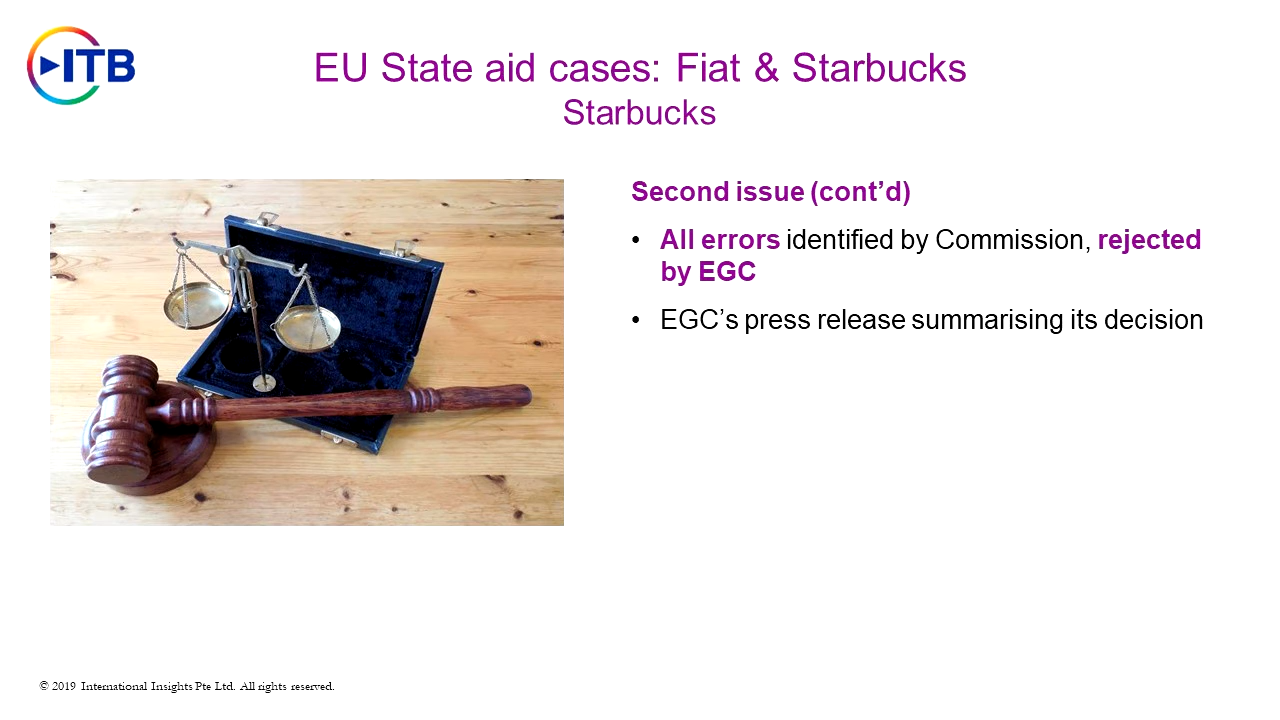 ITB
EU State aid cases: Fiat & Starbucks
Starbucks
Second issue (cont’d)
• All errors identified by Commission, rejected
by EGC
• EGC’s press release summarising its decision
© 2019 International Insights Pte Ltd. All rights reserved.